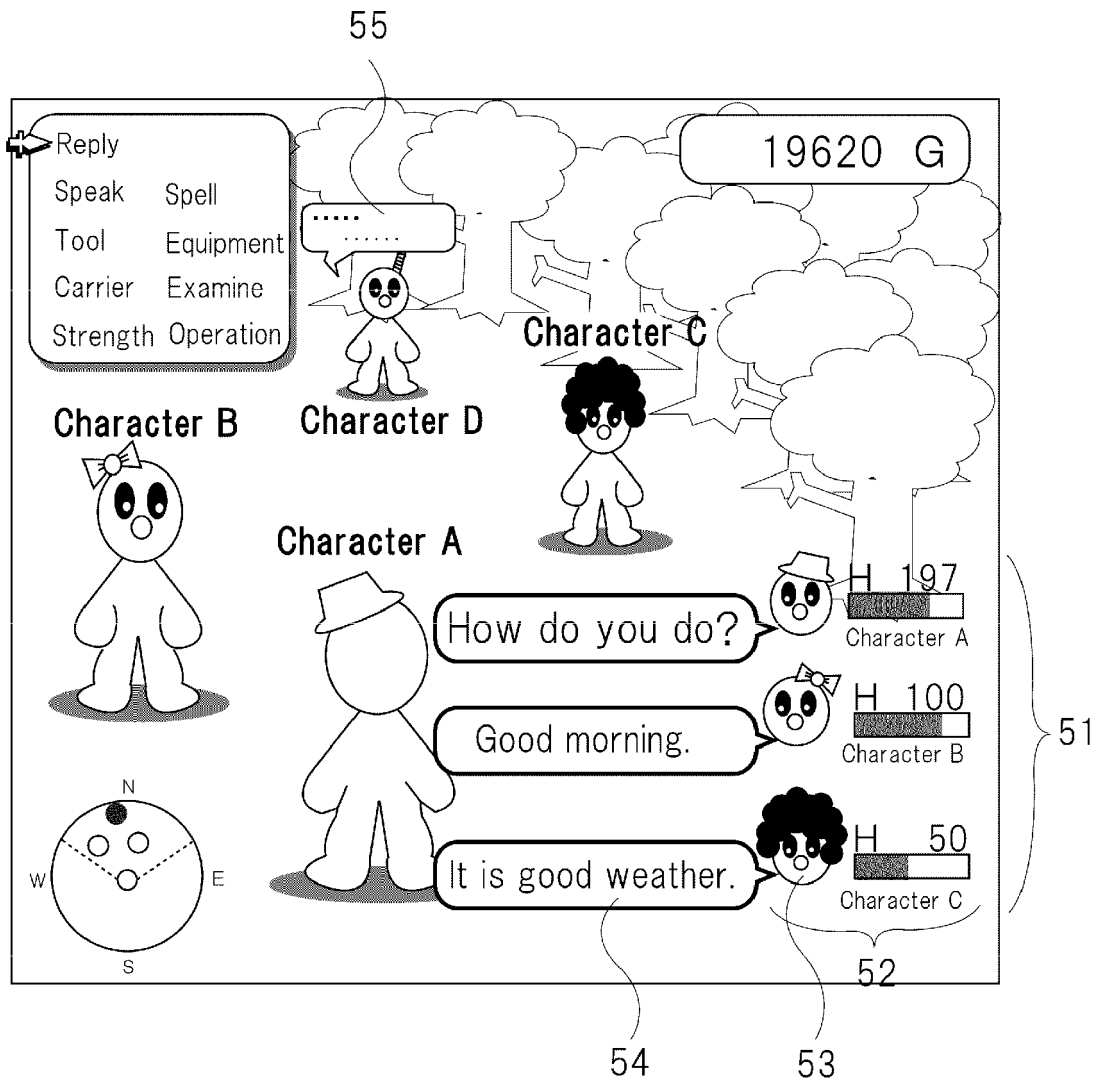 55
Reply
Speak Spell
Tool Equipment
Carrier Examine
Strength Operation
19620 G
Character C
Character B
Character D
Character A
How do you do?
H 197
Character A
Good morning.
H 100
Character B
51
It is good weather.
H 50
Character C
N
W E
S
52
54
53